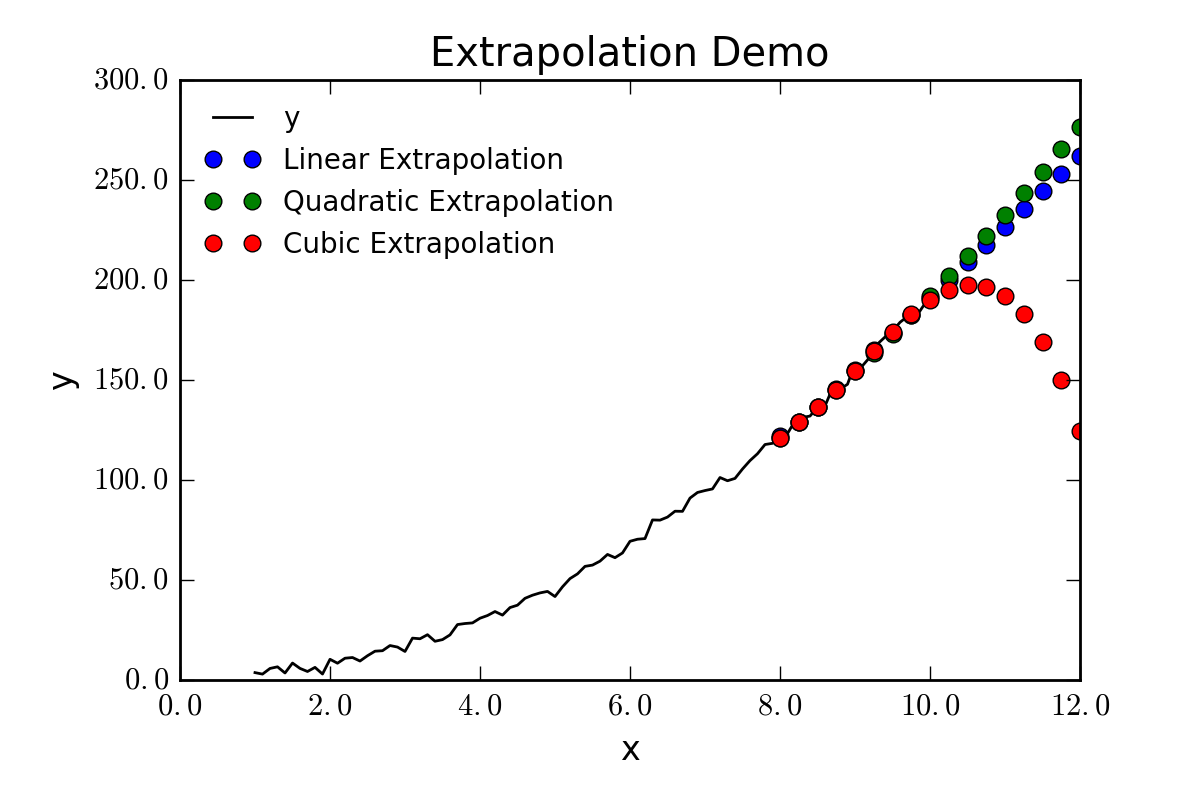 Extrapolation Demo
300.0
250.0
200.0
150.0
100.0
50.0
0.0
y
y
Linear Extrapolation
Quadratic Extrapolation
Cubic Extrapolation
0.0 2.0 4.0 6.0 8.0 10.0 12.0
x